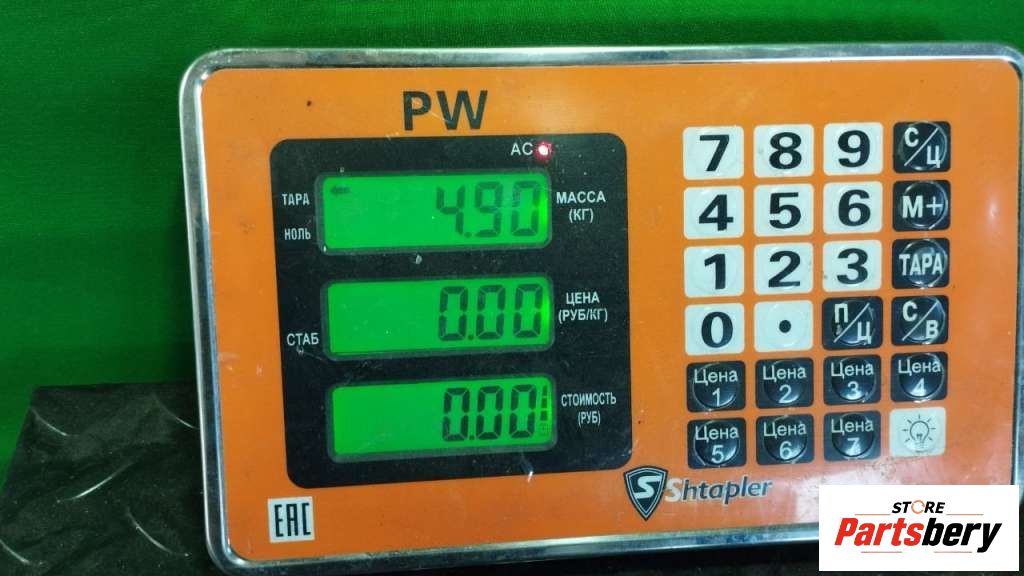 PW
AC
ТАРА
НОЛЬ
4.90
МАССА
(КГ)
0.00
ЦЕНА
(РУБ/КГ)
СТАБ
0.00
СТОИМОСТЬ
(РУБ)
7 8 9 С/Ц
4 5 6 М+
1 2 3 ТАРА
0 • П/Ц С/В
Цена 1 Цена 2 Цена 3 Цена 4
Цена 5 Цена 6 Цена 7
S Shtapler
EAC
STORE
Partsbery